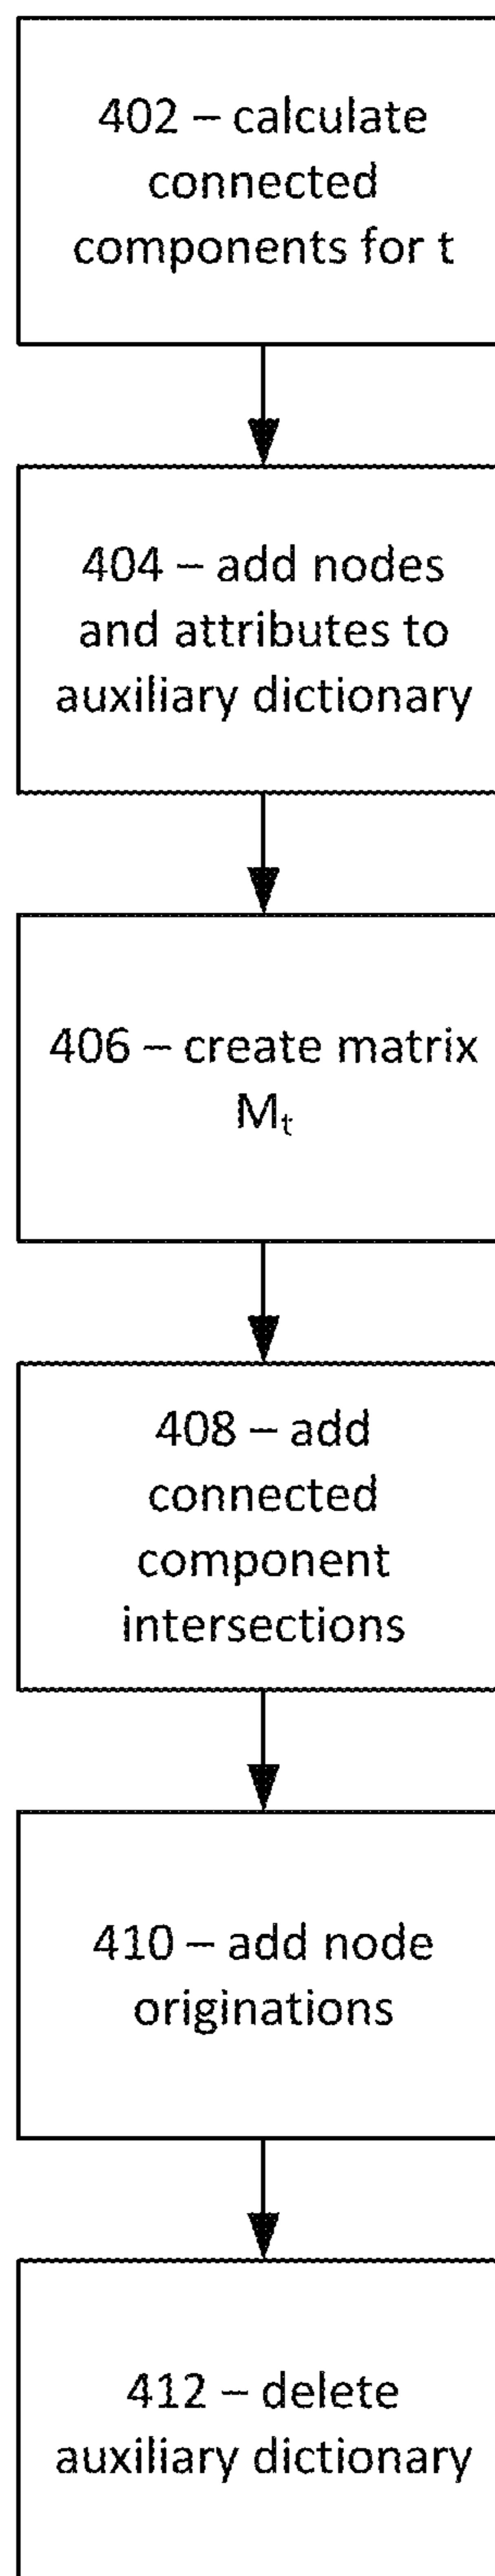 402 – calculate
connected
components for t
404 – add nodes
and attributes to
auxiliary dictionary
406 – create matrix
Mₜ
408 – add
connected
component
intersections
410 – add node
originations
412 – delete
auxiliary dictionary